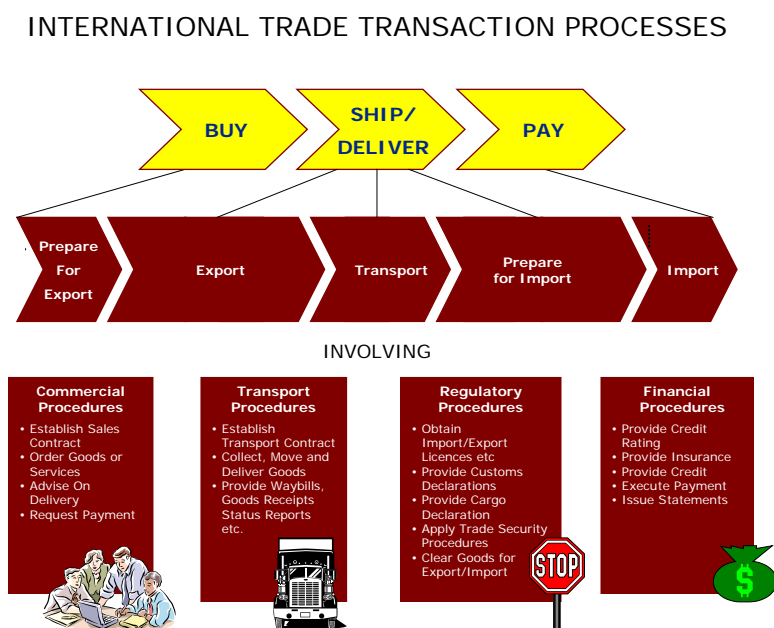 INTERNATIONAL TRADE TRANSACTION PROCESSES
BUY
SHIP/
DELIVER
PAY
Prepare
For
Export
Export
Transport
Prepare
for Import
Import
INVOLVING
Commercial
Procedures
• Establish Sales
Contract
• Order Goods or
Services
• Advise On
Delivery
• Request Payment
Transport
Procedures
• Establish
Transport Contract
• Collect, Move and
Deliver Goods
• Provide Waybills,
Goods Receipts
Status Reports
etc.
Regulatory
Procedures
• Obtain
Import/Export
Licences etc
• Provide Customs
Declarations
• Provide Cargo
Declaration
• Apply Trade Security
Procedures
• Clear Goods for
Export/Import
STOP
Financial
Procedures
• Provide Credit
Rating
• Provide Insurance
• Provide Credit
• Execute Payment
• Issue Statements
$